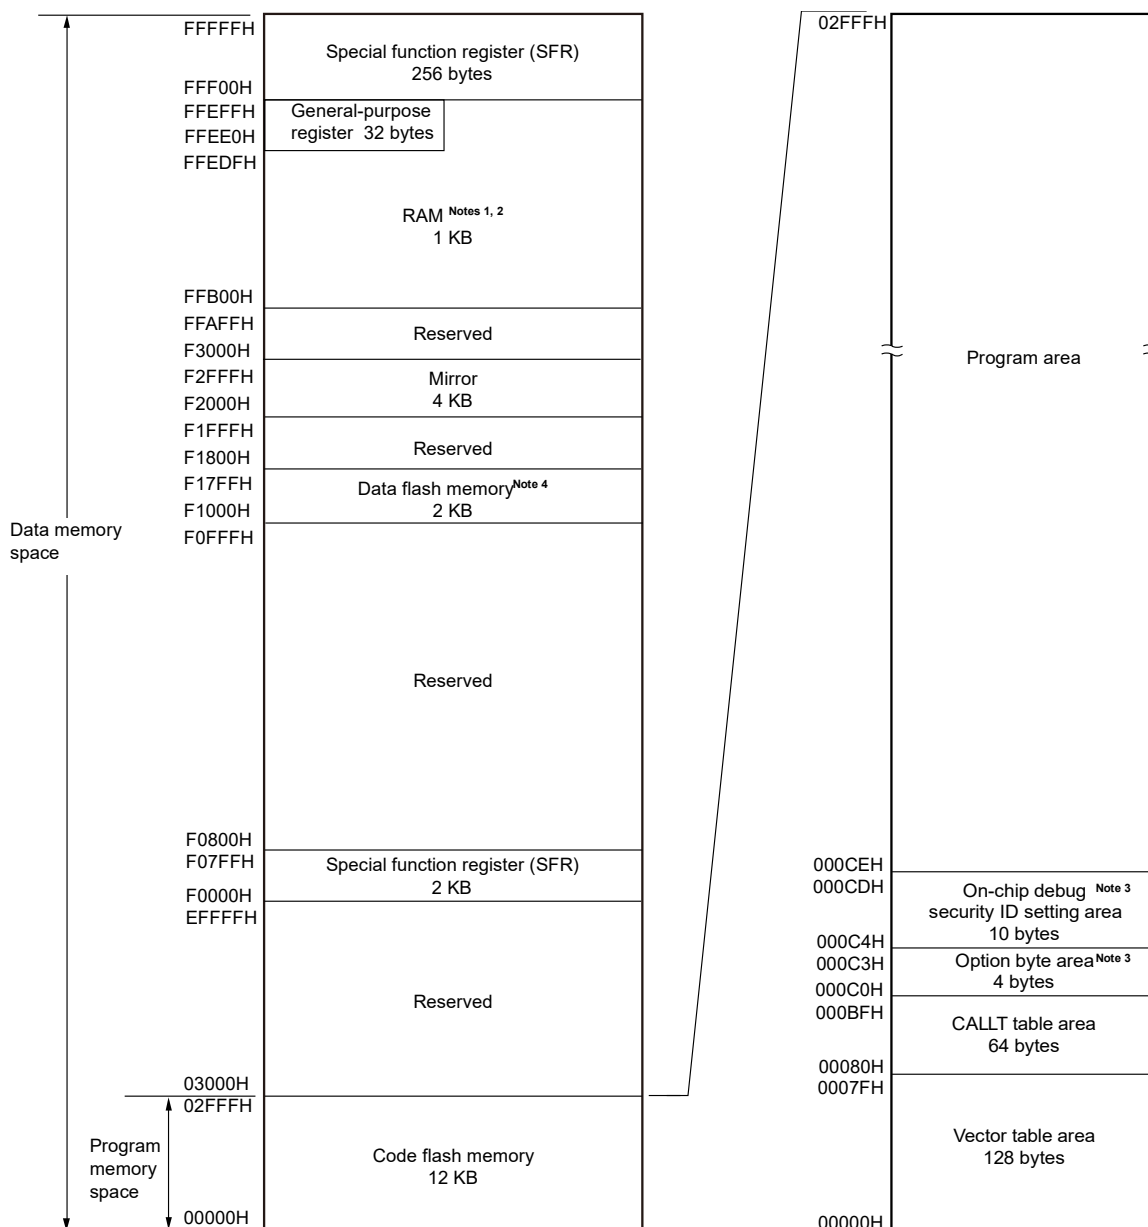 FFFFFH
Special function register (SFR)
256 bytes
FFF00H
FFEFFH
General-purpose
register 32 bytes
FFEE0H
FFEDFH
RAM Notes 1, 2
1 KB
FFB00H
FFAFFH
Reserved
F3000H
F2FFFH
Mirror
4 KB
F2000H
F1FFFH
Reserved
F1800H
F17FFH
Data flash memory Note 4
2 KB
F1000H
F0FFFH
Data memory
space
Reserved
F0800H
F07FFH
Special function register (SFR)
2 KB
F0000H
EFFFFH
Reserved
03000H
02FFFH
Program
memory
space
Code flash memory
12 KB
00000H
02FFFH
Program area
000CEH
000CDH
On-chip debug Note 3
security ID setting area
10 bytes
000C4H
000C3H
Option byte area Note 3
4 bytes
000C0H
000BFH
CALLT table area
64 bytes
00080H
0007FH
Vector table area
128 bytes
00000H